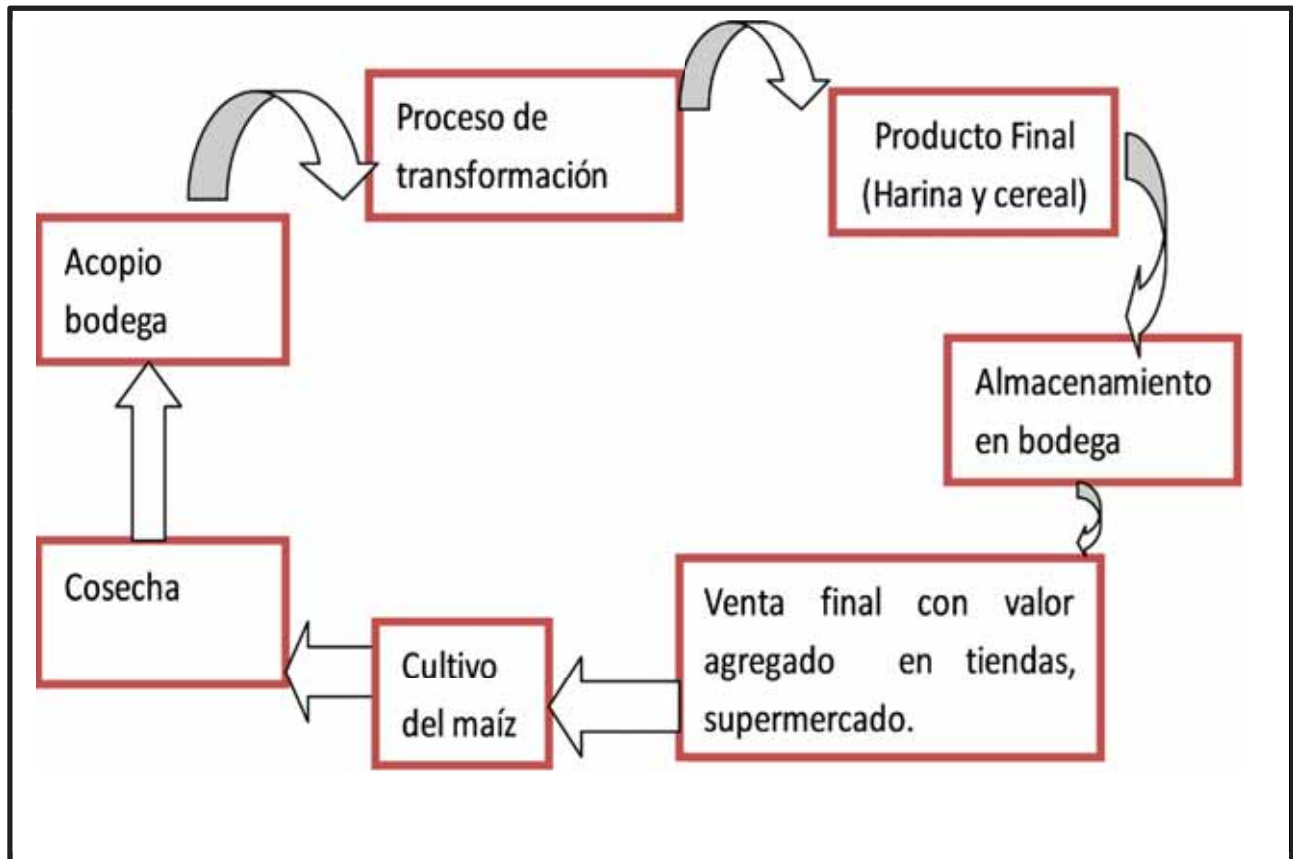 Proceso de
transformación
Producto Final
(Harina y cereal)
Acopio
bodega
Almacenamiento
en bodega
Cosecha
Cultivo
del maíz
Venta final con valor
agregado en tiendas,
supermercado.